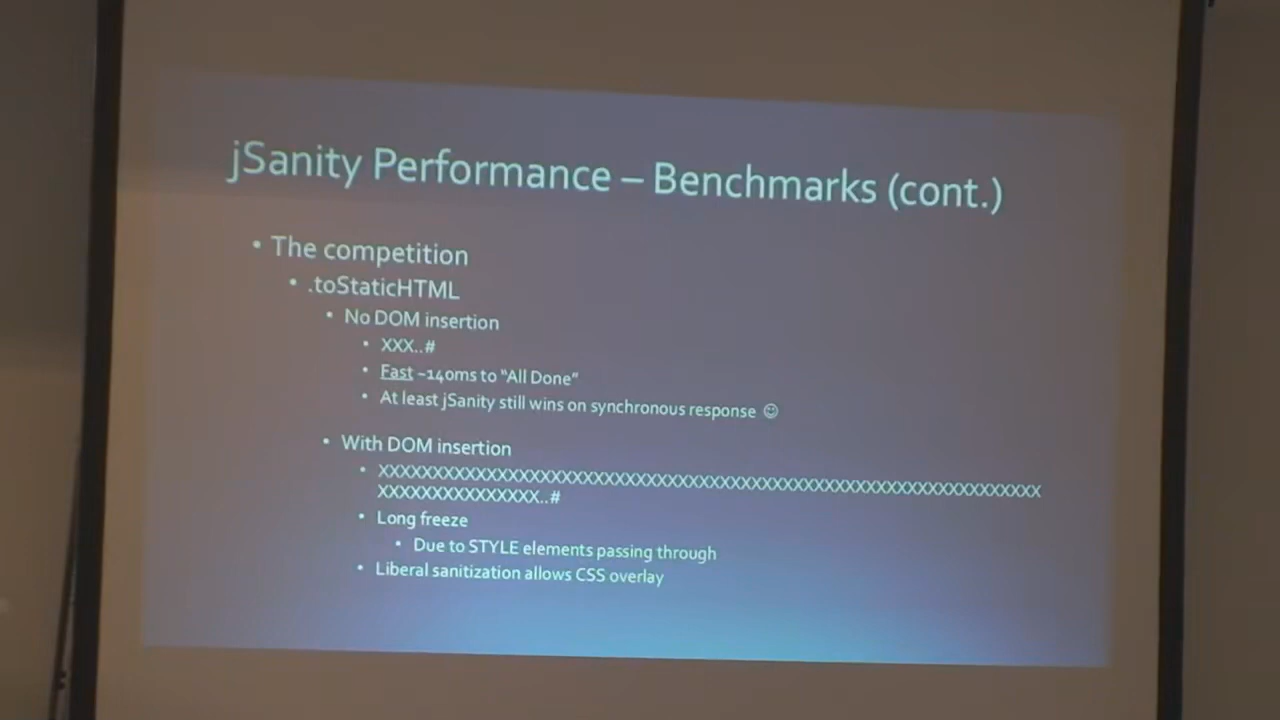 jSanity Performance – Benchmarks (cont.)
• The competition
• .toStaticHTML
• No DOM insertion
• XXX..#
• Fast ~140ms to "All Done"
• At least jSanity still wins on synchronous response ☺
• With DOM insertion
• XXXXXXXXXXXXXXXXXXXXXXXXXXXXXXXXXXXXXXXXXXXXXXXXXXXXXXXXXXXXXX
XXXXXXXXXXXXXXX..#
• Long freeze
• Due to STYLE elements passing through
• Liberal sanitization allows CSS overlay